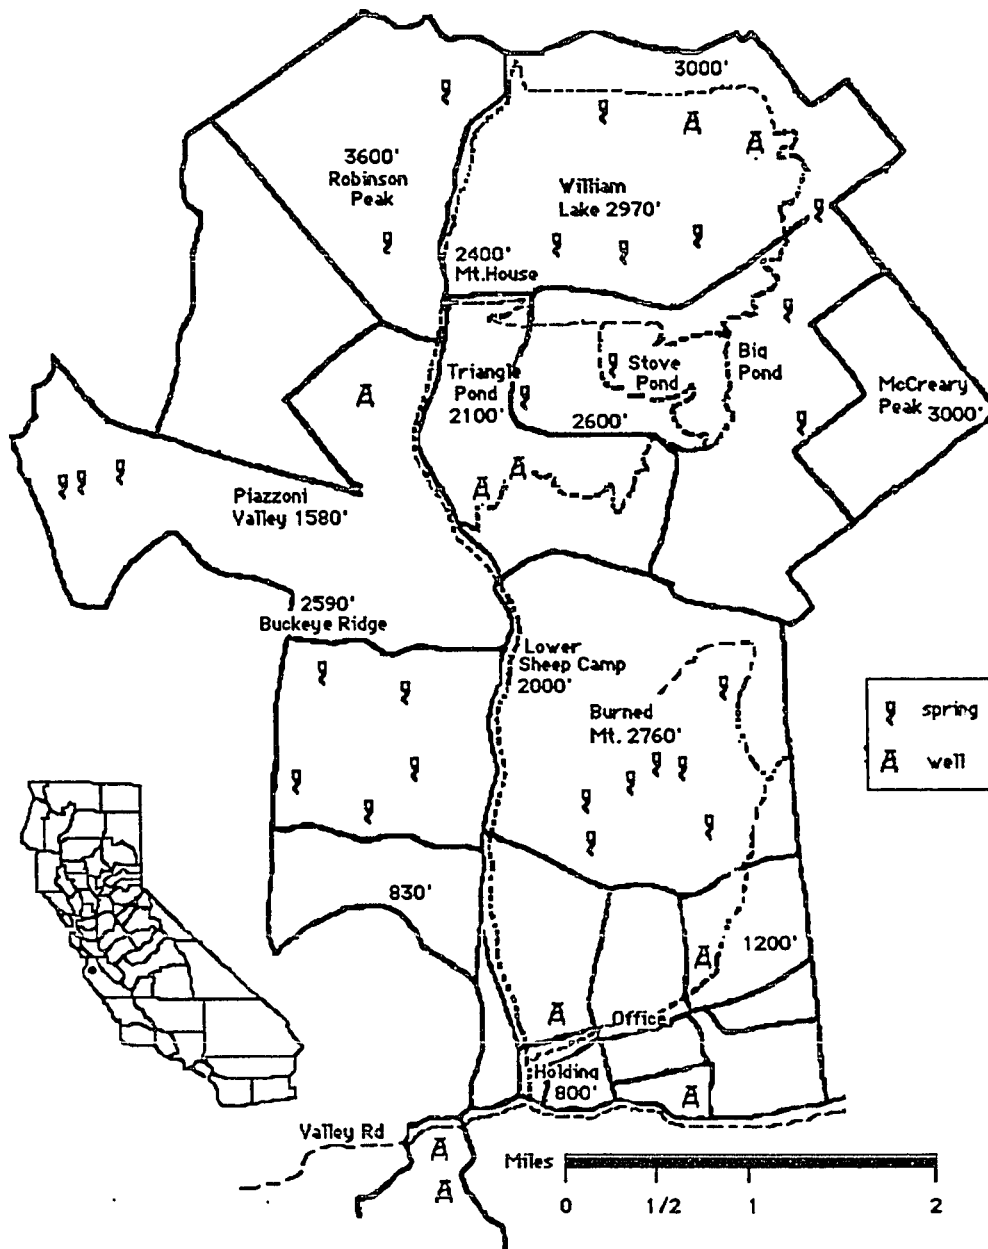 3000'
3600'
Robinson
Peak
William
Lake 2970'
2400'
Mt.House
Triangle
Pond
2100'
Stove
Pond
Big
Pond
2600'
McCreary
Peak
3000'
Piazzoni
Valley 1580'
2590'
Buckeye Ridge
Lower
Sheep Camp
2000'
Burned
Mt. 2760'
spring
well
830'
1200'
Office
Holding
800'
Valley Rd
Miles
0 1/2 1 2